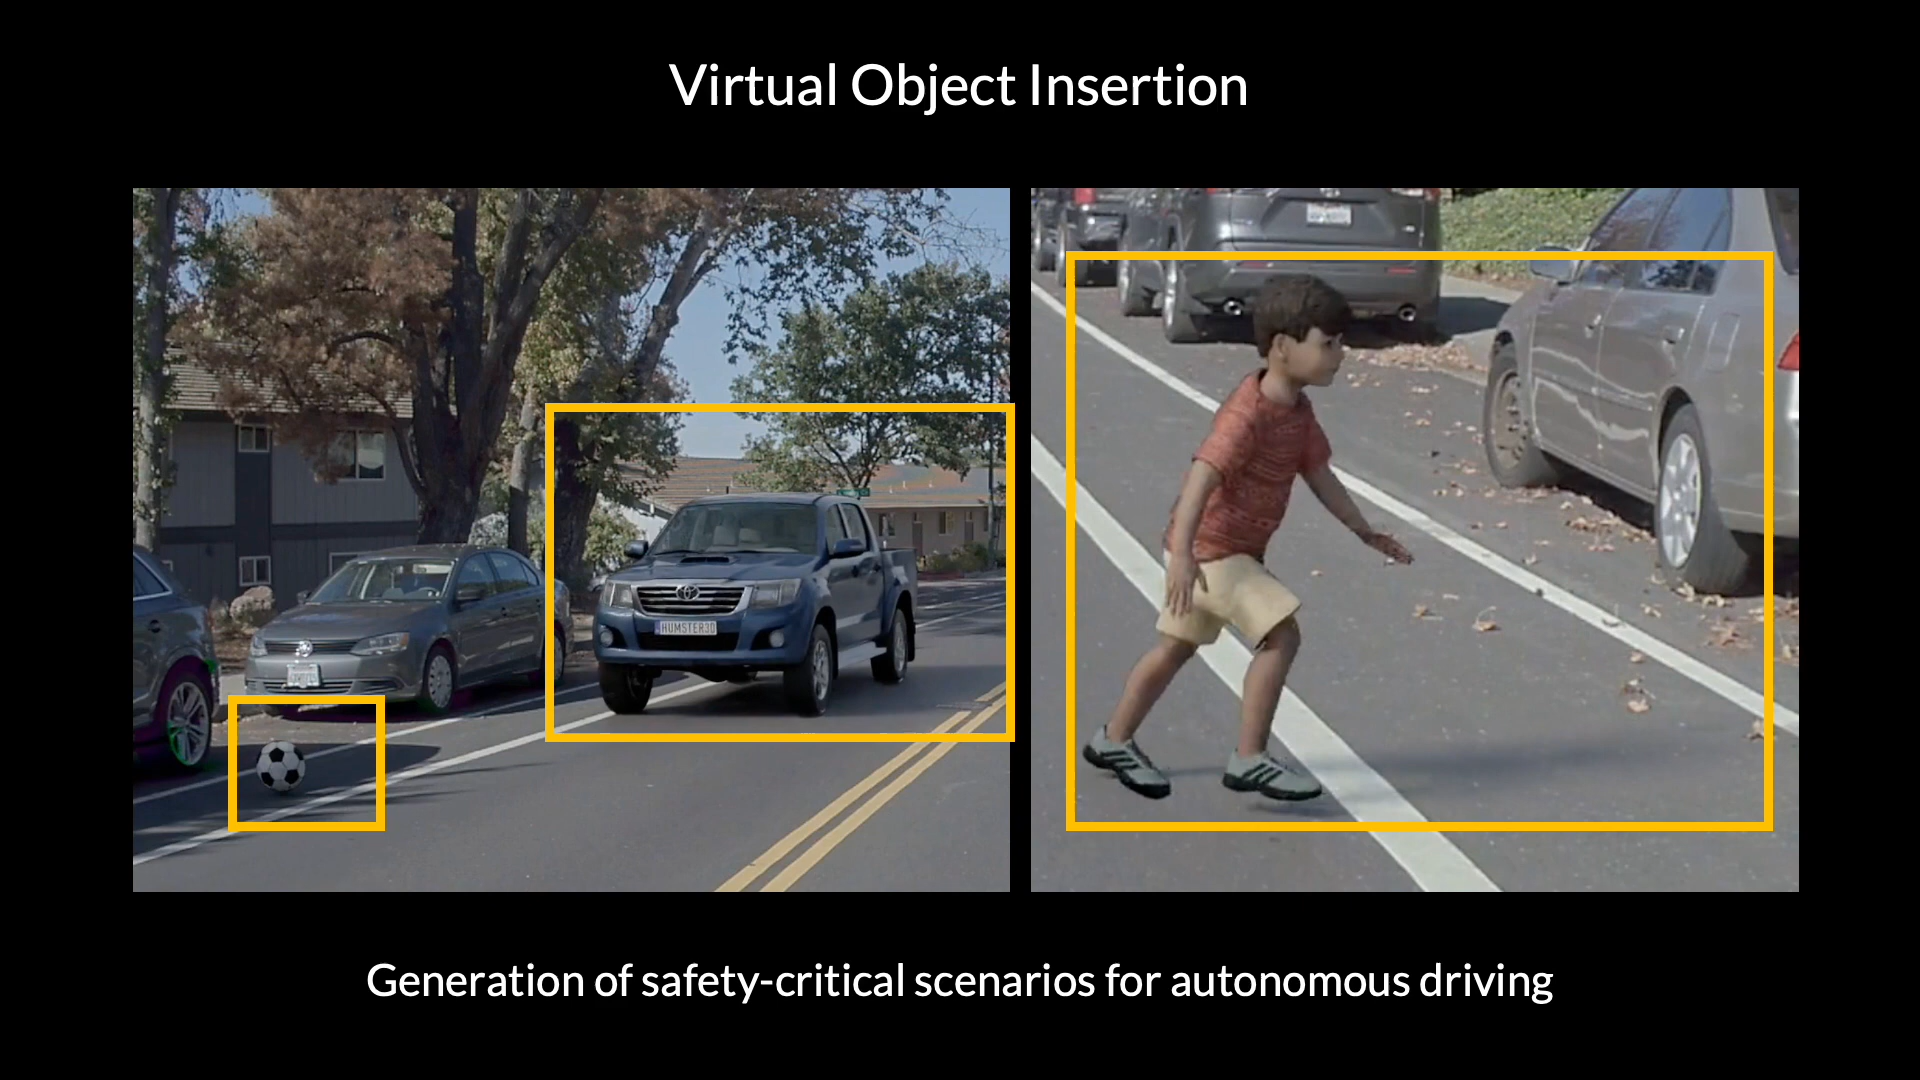 Virtual Object Insertion
HUMSTER3D
Generation of safety-critical scenarios for autonomous driving